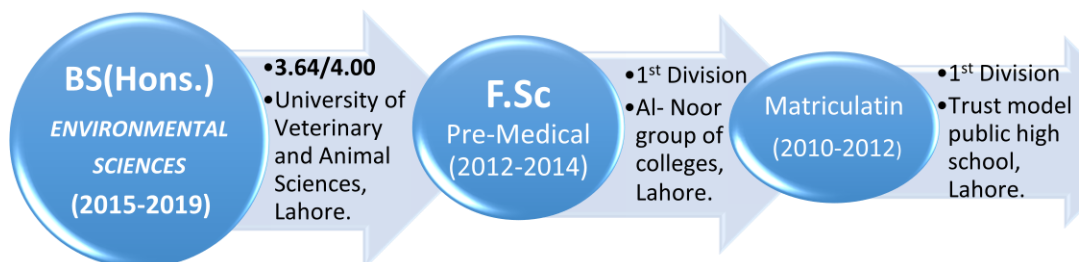 BS(Hons.)
ENVIRONMENTAL
SCIENCES
(2015-2019)
•3.64/4.00
•University of
Veterinary
and Animal
Sciences,
Lahore.
F.Sc
Pre-Medical
(2012-2014)
•1st Division
•Al- Noor
group of
colleges,
Lahore.
Matriculatin
(2010-2012)
•1st Division
•Trust model
public high
school,
Lahore.